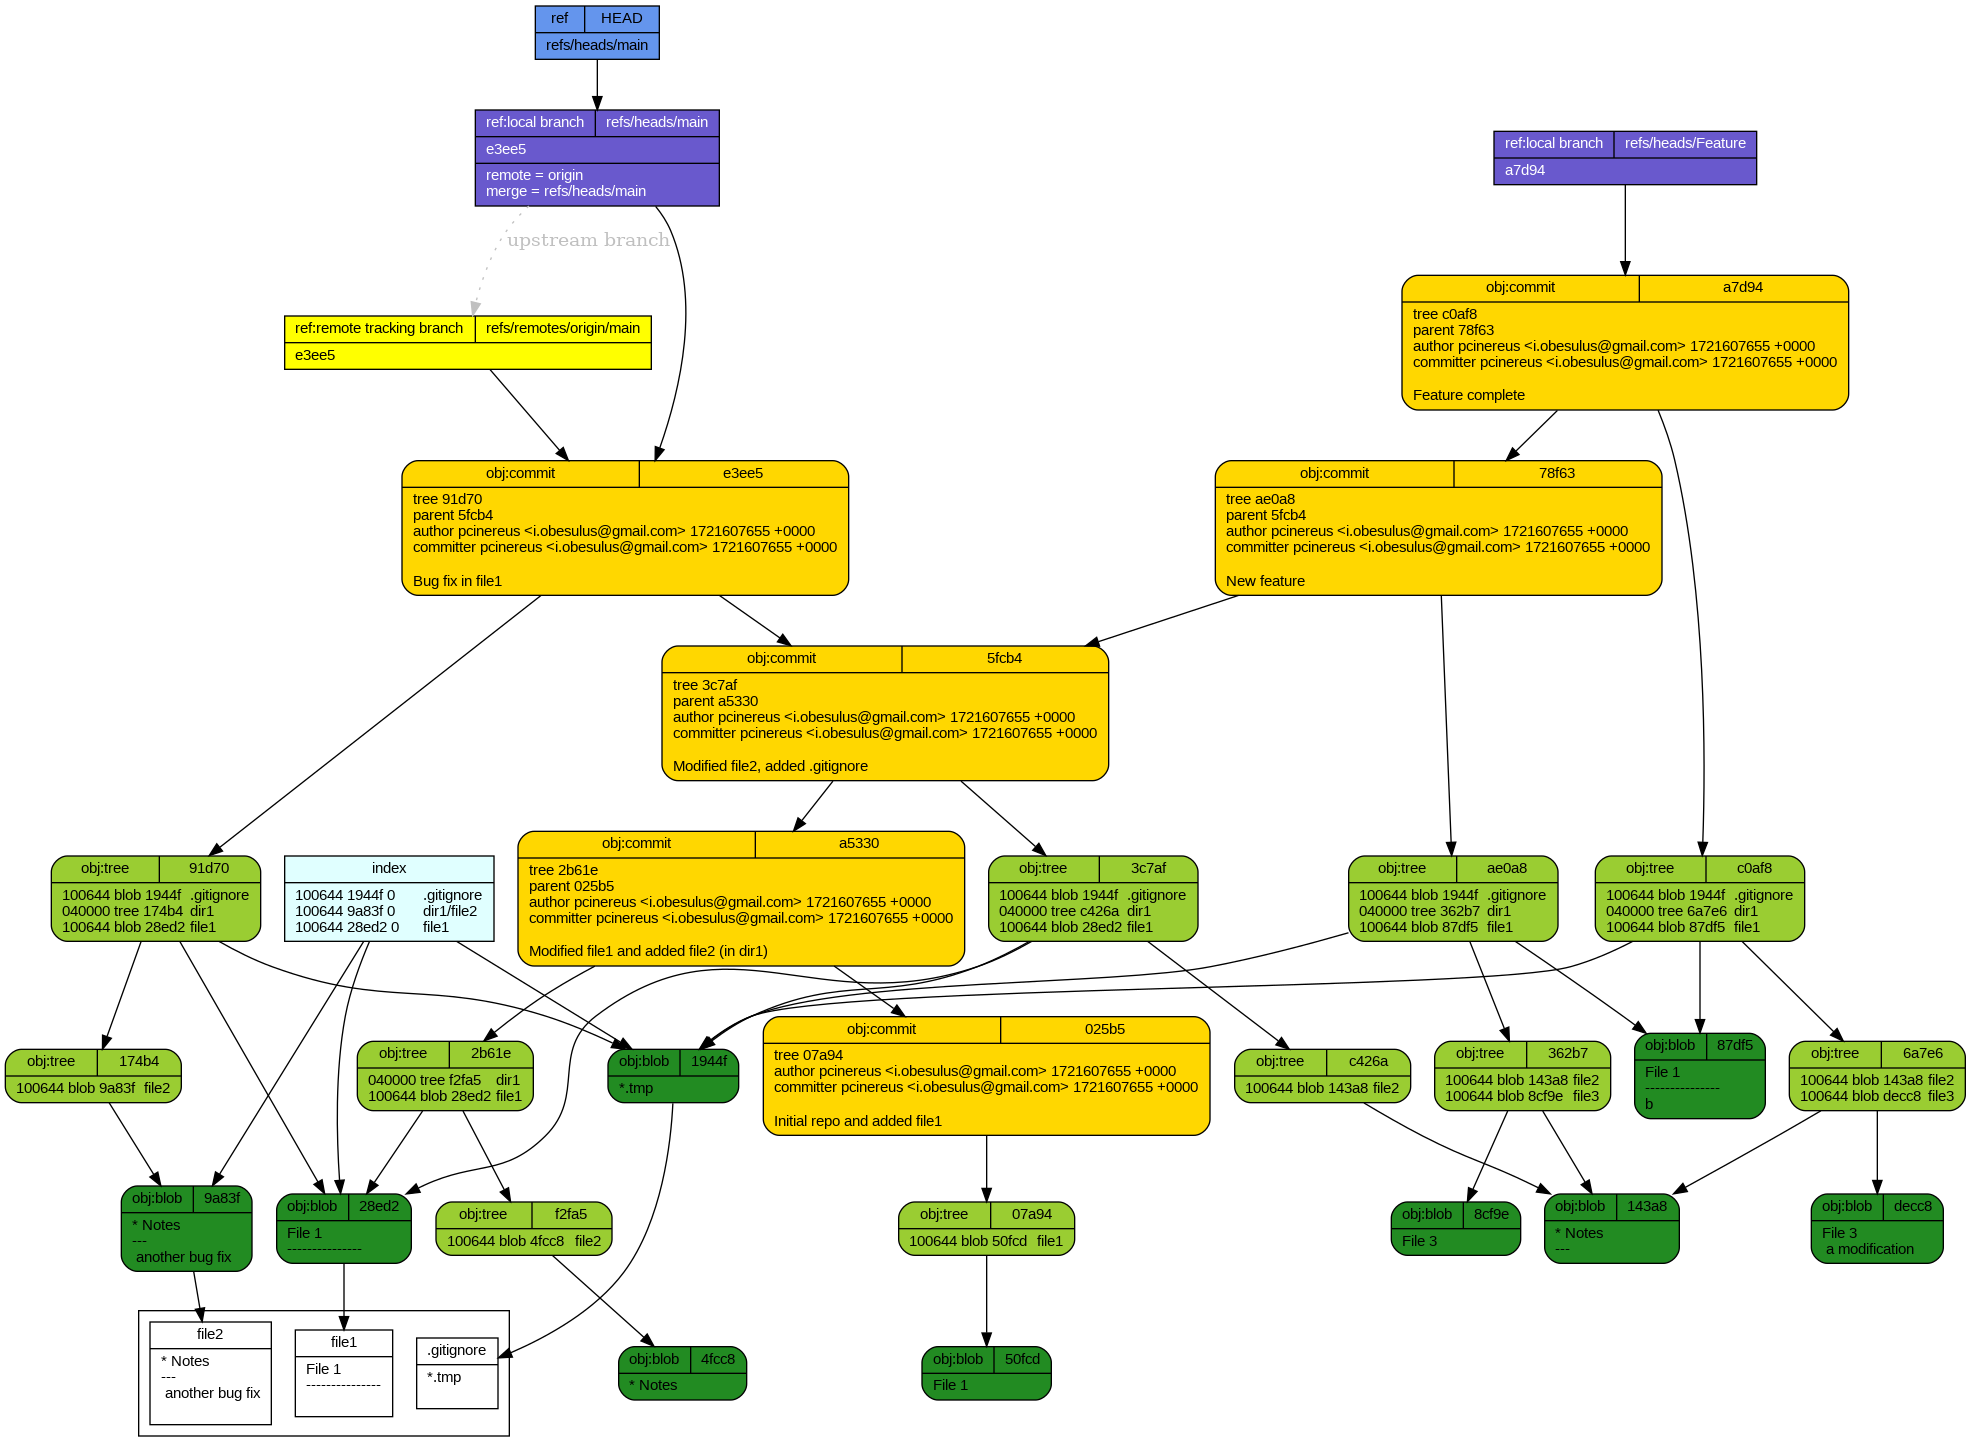 ref HEAD
refs/heads/main
ref:local branch refs/heads/main
e3ee5
remote = origin
merge = refs/heads/main
ref:local branch refs/heads/Feature
a7d94
upstream branch
ref:remote tracking branch refs/remotes/origin/main
e3ee5
obj:commit a7d94
tree c0af8
parent 78f63
author pcinereus <i.obesulus@gmail.com> 1721607655 +0000
committer pcinereus <i.obesulus@gmail.com> 1721607655 +0000
Feature complete
obj:commit e3ee5
tree 91d70
parent 5fcb4
author pcinereus <i.obesulus@gmail.com> 1721607655 +0000
committer pcinereus <i.obesulus@gmail.com> 1721607655 +0000
Bug fix in file1
obj:commit 78f63
tree ae0a8
parent 5fcb4
author pcinereus <i.obesulus@gmail.com> 1721607655 +0000
committer pcinereus <i.obesulus@gmail.com> 1721607655 +0000
New feature
obj:commit 5fcb4
tree 3c7af
parent a5330
author pcinereus <i.obesulus@gmail.com> 1721607655 +0000
committer pcinereus <i.obesulus@gmail.com> 1721607655 +0000
Modified file2, added .gitignore
obj:tree 91d70
100644 blob 1944f .gitignore
040000 tree 174b4 dir1
100644 blob 28ed2 file1
index
100644 1944f 0 .gitignore
100644 9a83f 0 dir1/file2
100644 28ed2 0 file1
obj:commit a5330
tree 2b61e
parent 025b5
author pcinereus <i.obesulus@gmail.com> 1721607655 +0000
committer pcinereus <i.obesulus@gmail.com> 1721607655 +0000
Modified file1 and added file2 (in dir1)
obj:tree 3c7af
100644 blob 1944f .gitignore
040000 tree c426a dir1
100644 blob 28ed2 file1
obj:tree ae0a8
100644 blob 1944f .gitignore
040000 tree 362b7 dir1
100644 blob 87df5 file1
obj:tree c0af8
100644 blob 1944f .gitignore
040000 tree 6a7e6 dir1
100644 blob 87df5 file1
obj:tree 174b4
100644 blob 9a83f file2
obj:tree 2b61e
040000 tree f2fa5 dir1
100644 blob 28ed2 file1
obj:blob 1944f
*.tmp
obj:commit 025b5
tree 07a94
author pcinereus <i.obesulus@gmail.com> 1721607655 +0000
committer pcinereus <i.obesulus@gmail.com> 1721607655 +0000
Initial repo and added file1
obj:tree c426a
100644 blob 143a8 file2
obj:tree 362b7
100644 blob 143a8 file2
100644 blob 8cf9e file3
obj:blob 87df5
File 1
---------------
b
obj:tree 6a7e6
100644 blob 143a8 file2
100644 blob decc8 file3
obj:blob 9a83f
* Notes
---
another bug fix
obj:blob 28ed2
File 1
---------------
obj:tree f2fa5
100644 blob 4fcc8 file2
obj:tree 07a94
100644 blob 50fcd file1
obj:blob 8cf9e
File 3
obj:blob 143a8
* Notes
---
obj:blob decc8
File 3
a modification
file2
* Notes
---
another bug fix
file1
File 1
---------------
.gitignore
*.tmp
obj:blob 4fcc8
* Notes
obj:blob 50fcd
File 1